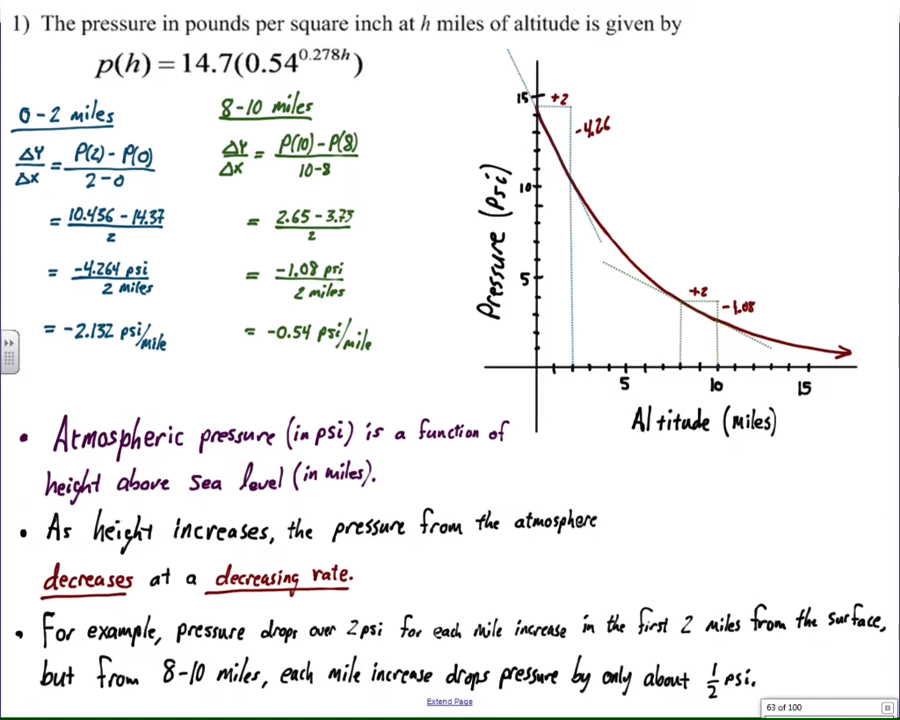 1) The pressure in pounds per square inch at h miles of altitude is given by
p(h) = 14.7(0.54^0.278h)
0 - 2 miles
ΔY/ΔX = (P(2) - P(0))/(2 - 0)
= (10.436 - 14.37)/2
= (-4.264 psi)/(2 miles)
= -2.132 psi/mile
8-10 miles
ΔY/ΔX = (P(10) - P(8))/(10-8)
= (2.65 - 3.73)/2
= (-1.08 psi)/(2 miles)
= -0.54 psi/mile
15
+2
-4.26
10
5
+2
-1.08
5
10
15
Pressure (psi)
Altitude (miles)
• Atmospheric pressure (in psi) is a function of
height above sea level (in miles).
• As height increases, the pressure from the atmosphere
decreases at a decreasing rate.
• For example, pressure drops over 2 psi for each mile increase in the first 2 miles from the surface,
but from 8-10 miles, each mile increase drops pressure by only about 1/2 psi.
Extend Page
63 of 100